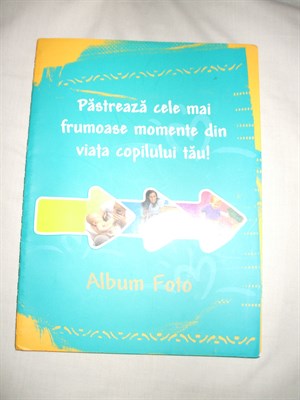 Păstrează cele mai
frumoase momente din
viața copilului tău!
Album Foto